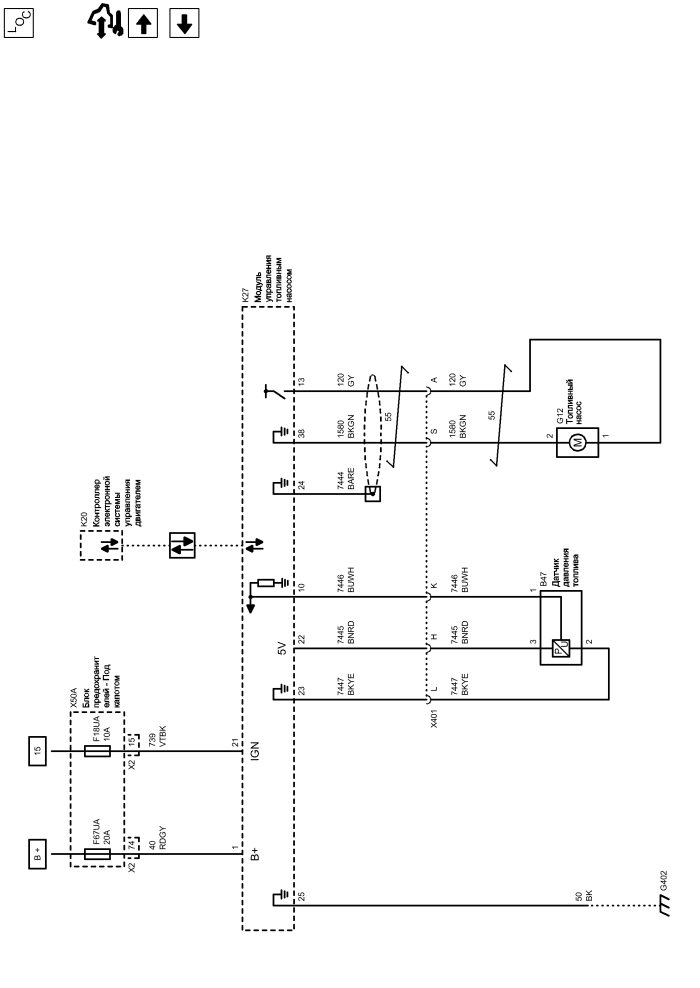 LOC
K27
Модуль
управления
топливным
насосом
K20
Контроллер
электронной
системы
управления
двигателем
X50A
Блок
предохранит
елей - Под
капотом
15
F18UA
10A
X2
15
739
VTBK
21
IGN
B +
F67UA
20A
X2
74
40
RDGY
1
B+
13
120
GY
A
120
GY
38
1580
BKGN
S
1580
BKGN
55
55
24
7444
BARE
G12
Топливный
насос
2
M
1
10
7446
BUWH
K
7446
BUWH
1
5V
22
7445
BNRD
H
7445
BNRD
3
23
7447
BKYE
L
7447
BKYE
2
X401
B47
Датчик
давления
топлива
P
U
25
50
BK
G402